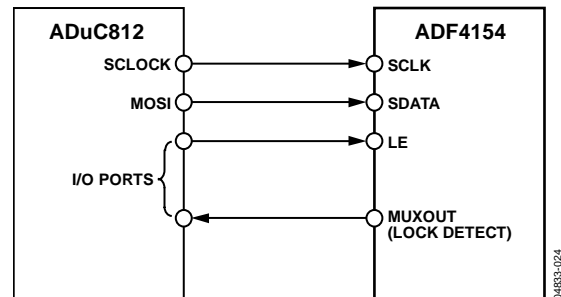 ADuC812
ADF4154
SCLOCK
SCLK
MOSI
SDATA
LE
I/O PORTS
MUXOUT
(LOCK DETECT)
04833-024